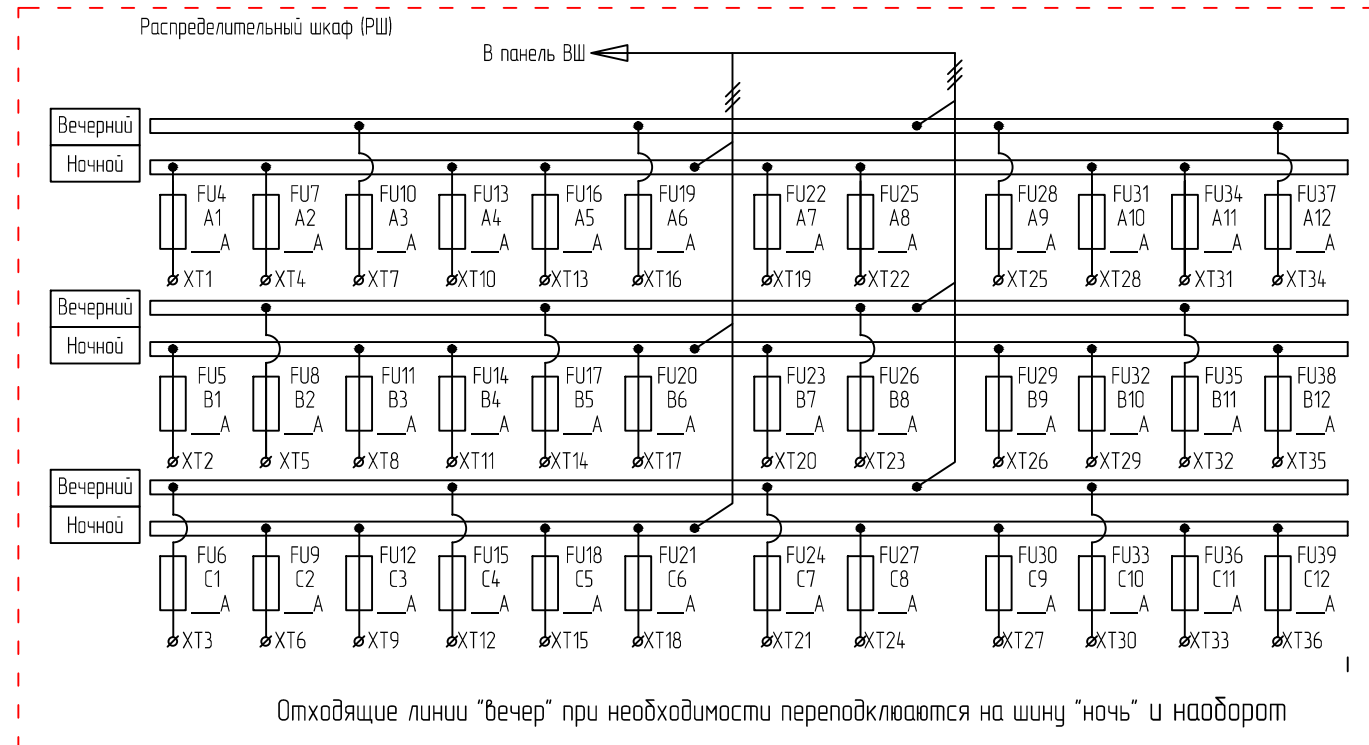 Распределительный шкаф (РШ)
В панель ВШ
Вечерний
Ночной
FU4 FU7 FU10 FU13 FU16 FU19 FU22 FU25 FU28 FU31 FU34 FU37
A1 A2 A3 A4 A5 A6 A7 A8 A9 A10 A11 A12
___A ___A ___A ___A ___A ___A ___A ___A ___A ___A ___A ___A
XT1 XT4 XT7 XT10 XT13 XT16 XT19 XT22 XT25 XT28 XT31 XT34
Вечерний
Ночной
FU5 FU8 FU11 FU14 FU17 FU20 FU23 FU26 FU29 FU32 FU35 FU38
B1 B2 B3 B4 B5 B6 B7 B8 B9 B10 B11 B12
___A ___A ___A ___A ___A ___A ___A ___A ___A ___A ___A ___A
XT2 XT5 XT8 XT11 XT14 XT17 XT20 XT23 XT26 XT29 XT32 XT35
Вечерний
Ночной
FU6 FU9 FU12 FU15 FU18 FU21 FU24 FU27 FU30 FU33 FU36 FU39
C1 C2 C3 C4 C5 C6 C7 C8 C9 C10 C11 C12
___A ___A ___A ___A ___A ___A ___A ___A ___A ___A ___A ___A
XT3 XT6 XT9 XT12 XT15 XT18 XT21 XT24 XT27 XT30 XT33 XT36
Отходящие линии "вечер" при необходимости переподклюаются на шину "ночь" и наоборот